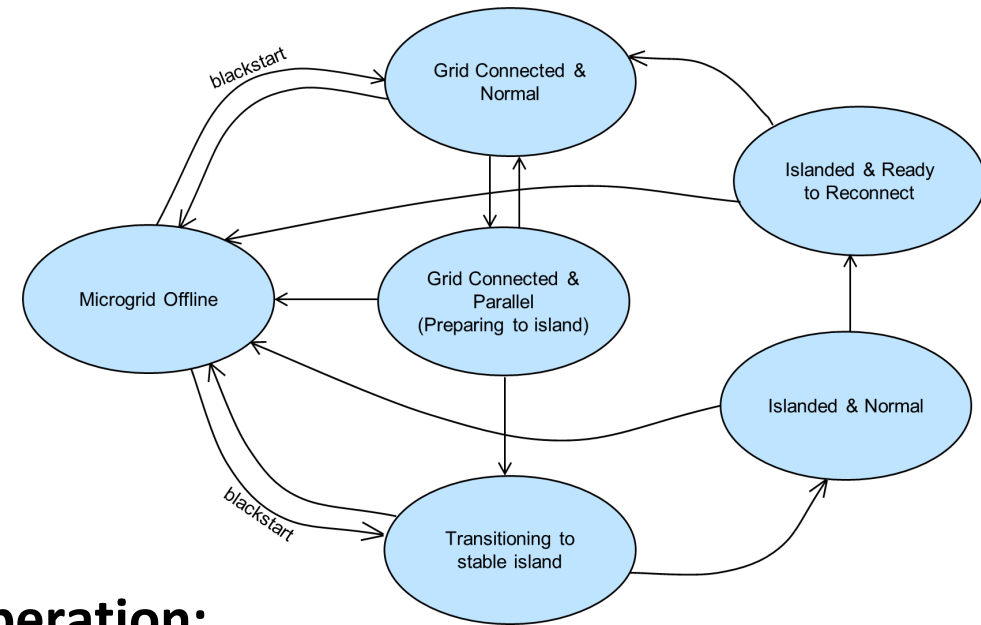 blackstart
Grid Connected &
Normal
Islanded & Ready
to Reconnect
Microgrid Offline
Grid Connected &
Parallel
(Preparing to island)
Islanded & Normal
blackstart
Transitioning to
stable island
peration: